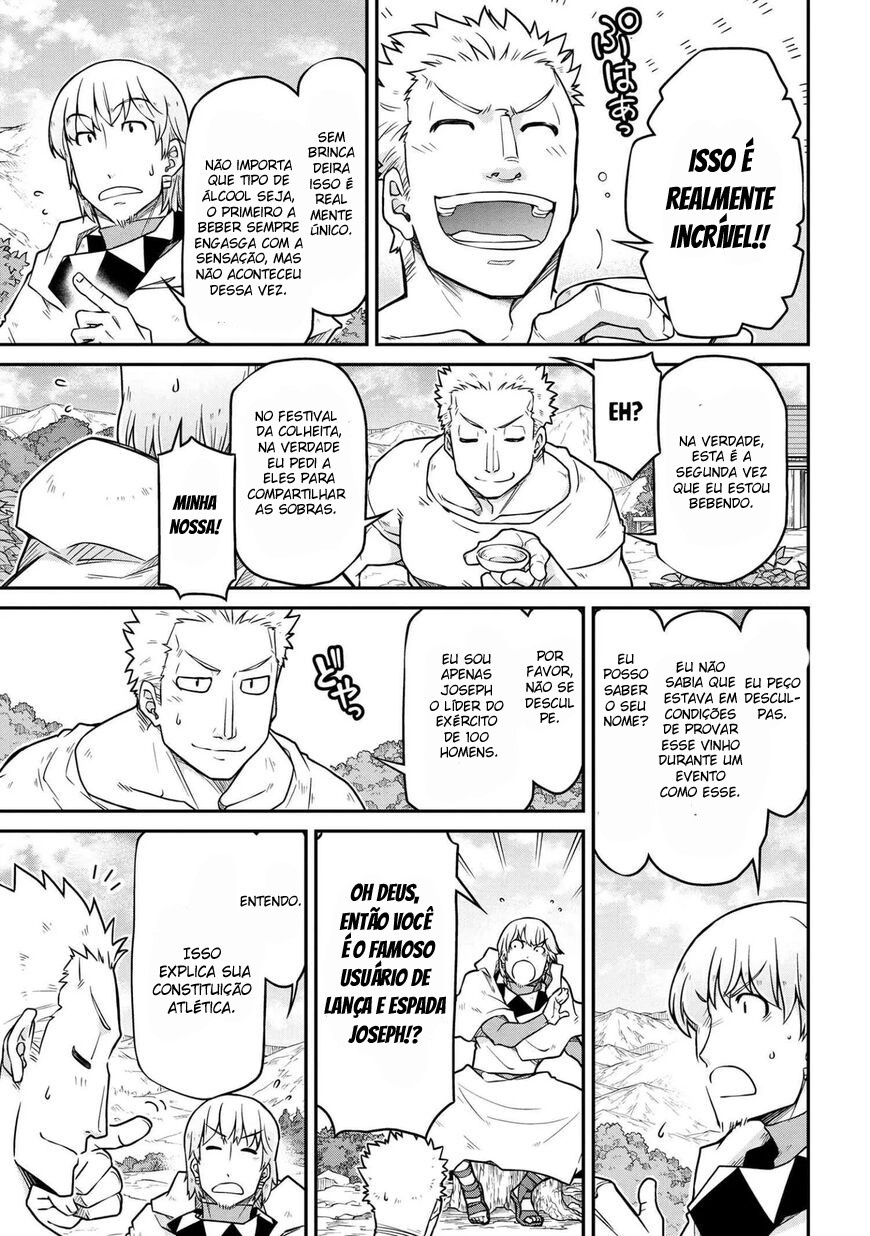 ISSO É
REALMENTE
INCRÍVEL!!
ぷはぁっ
SEM
BRINCA
DEIRA
ISSO É
REAL
MENTE
ÚNICO.
NÃO IMPORTA
QUE TIPO DE
ÁLCOOL SEJA,
O PRIMEIRO A
BEBER SEMPRE
ENGASGA COM A
SENSAÇÃO, MAS
NÃO ACONTECEU
DESSA VEZ.
NA VERDADE,
ESTA É A
SEGUNDA VEZ
QUE EU ESTOU
BEBENDO.
EH?
NO FESTIVAL
DA COLHEITA,
NA VERDADE
EU PEDI A
ELES PARA
COMPARTILHAR
AS SOBRAS.
MINHA
NOSSA!
EU PEÇO
DESCUL-
PAS.
EU NÃO
SABIA QUE
ESTAVA EM
CONDIÇÕES
DE PROVAR
ESSE VINHO
DURANTE UM
EVENTO
COMO ESSE.
EU
POSSO
SABER
O SEU
NOME?
POR
FAVOR,
NÃO SE
DESCUL
PE.
EU SOU
APENAS
JOSEPH
O LÍDER DO
EXÉRCITO
DE 100
HOMENS.
どやっ
OH DEUS,
ENTÃO VOCÊ
É O FAMOSO
USUÁRIO DE
LANÇA E ESPADA
JOSEPH!?
ENTENDO.
ISSO
EXPLICA SUA
CONSTITUIÇÃO
ATLÉTICA.